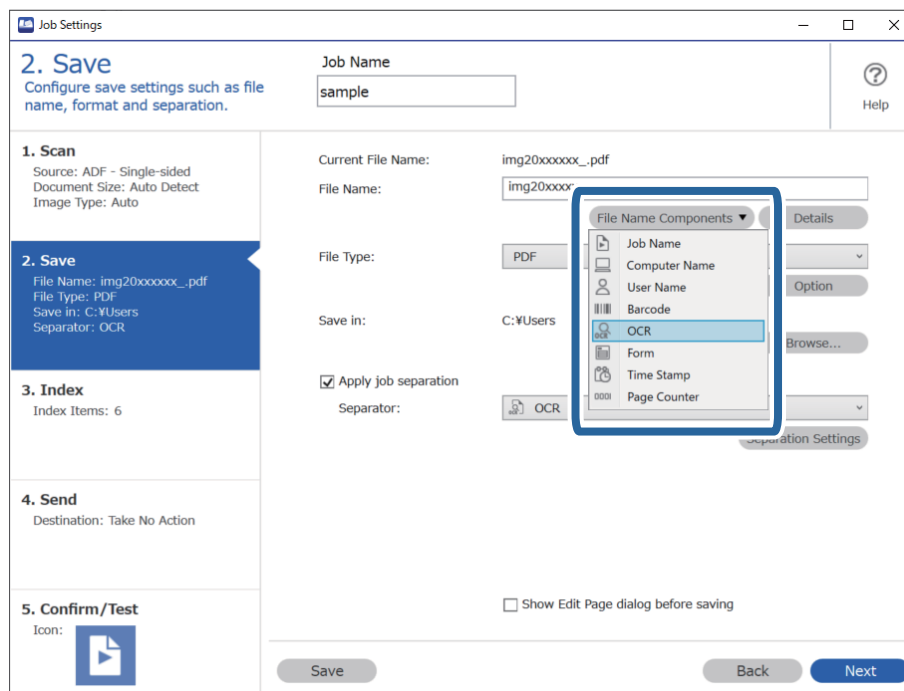 Job Settings
2. Save
Configure save settings such as file
name, format and separation.
Job Name
sample
Help
1. Scan
Source: ADF - Single-sided
Document Size: Auto Detect
Image Type: Auto
2. Save
File Name: img20xxxxxx_.pdf
File Type: PDF
Save in: C:¥Users
Separator: OCR
3. Index
Index Items: 6
4. Send
Destination: Take No Action
5. Confirm/Test
Icon:
Current File Name: img20xxxxxx_.pdf
File Name: img20xxxx
File Name Components ▼ Details
Job Name
Computer Name
User Name
Barcode
OCR OCR
Form
Time Stamp
0001 Page Counter
File Type: PDF
Option
Save in: C:¥Users
Browse...
Apply job separation
Separator: OCR
Separation Settings
Show Edit Page dialog before saving
Save Back Next